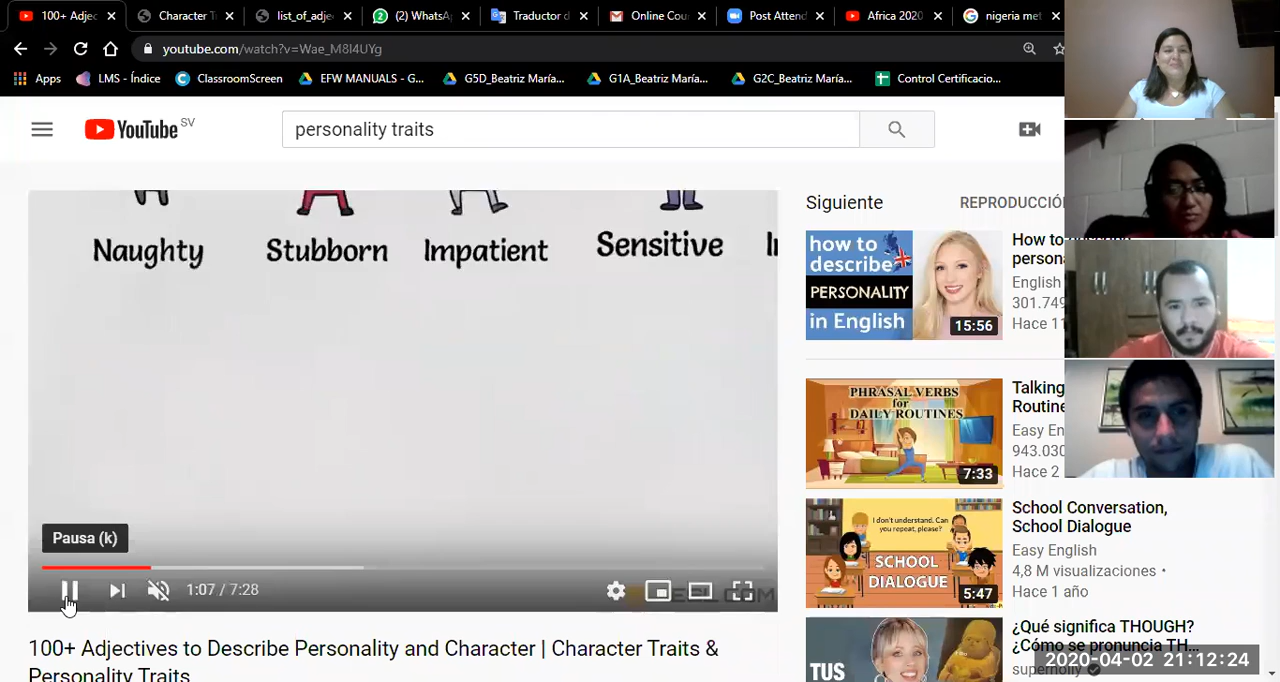 100+ Adjec
Character T
list_of_adje
(2) WhatsA
Traductor d
Online Cou
Post Attend
Africa 2020
nigeria met
youtube.com/watch?v=Wae_M8I4UYg
Apps
LMS - Índice
ClassroomScreen
EFW MANUALS - G...
G5D_Beatriz María...
G1A_Beatriz María...
G2C_Beatriz María...
Control Certificacio...
YouTube SV
personality traits
Naughty Stubborn Impatient Sensitive
Pausa (k)
1:07 / 7:28
100+ Adjectives to Describe Personality and Character | Character Traits &
Personality Traits
Siguiente
REPRODUCCIÓ
how to
describe
PERSONALITY
in English
15:56
How to describe
persona
English
301.749
Hace 11
PHRASAL VERBS
for
DAILY ROUTINES
7:33
Talking
Routine
Easy En
943.030
Hace 2
I don't understand. Can
you repeat, please?
SCHOOL
DIALOGUE
5:47
School Conversation,
School Dialogue
Easy English
4,8 M visualizaciones •
Hace 1 año
TUS
¿Qué significa THOUGH?
¿Cómo se pronuncia TH...
superholly
2020-04-02 21:12:24